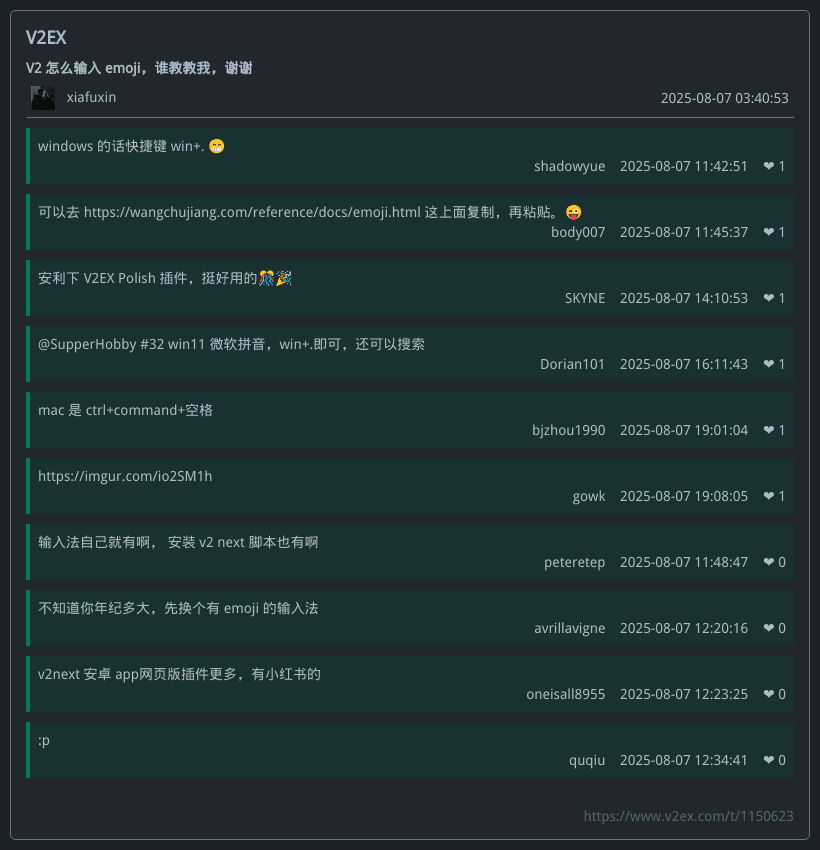 V2EX
V2 怎么输入 emoji，谁教教我，谢谢
xiafuxin 2025-08-07 03:40:53
windows 的话快捷键 win+. 😁
shadowyue 2025-08-07 11:42:51 ❤ 1
可以去 https://wangchujiang.com/reference/docs/emoji.html 这上面复制，再粘贴。😜
body007 2025-08-07 11:45:37 ❤ 1
安利下 V2EX Polish 插件，挺好用的🎊🎉
SKYNE 2025-08-07 14:10:53 ❤ 1
@SupperHobby #32 win11 微软拼音，win+.即可，还可以搜索
Dorian101 2025-08-07 16:11:43 ❤ 1
mac 是 ctrl+command+空格
bjzhou1990 2025-08-07 19:01:04 ❤ 1
https://imgur.com/io2SM1h
gowk 2025-08-07 19:08:05 ❤ 1
输入法自己就有啊， 安装 v2 next 脚本也有啊
peteretep 2025-08-07 11:48:47 ❤ 0
不知道你年纪多大，先换个有 emoji 的输入法
avrillavigne 2025-08-07 12:20:16 ❤ 0
v2next 安卓 app网页版插件更多，有小红书的
oneisall8955 2025-08-07 12:23:25 ❤ 0
:p
quqiu 2025-08-07 12:34:41 ❤ 0
https://www.v2ex.com/t/1150623